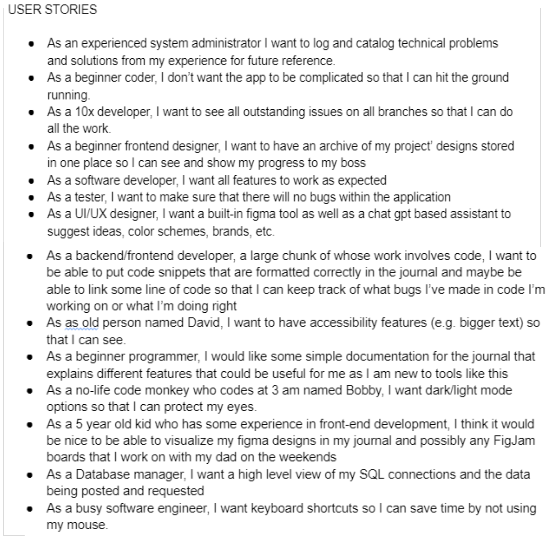 USER STORIES
● As an experienced system administrator I want to log and catalog technical problems
and solutions from my experience for future reference.
● As a beginner coder, I don't want the app to be complicated so that I can hit the ground
running.
● As a 10x developer, I want to see all outstanding issues on all branches so that I can do
all the work.
● As a beginner frontend designer, I want to have an archive of my project' designs stored
in one place so I can see and show my progress to my boss
● As a software developer, I want all features to work as expected
● As a tester, I want to make sure that there will no bugs within the application
● As a UI/UX designer, I want a built-in figma tool as well as a chat gpt based assistant to
suggest ideas, color schemes, brands, etc.
● As a backend/frontend developer, a large chunk of whose work involves code, I want to
be able to put code snippets that are formatted correctly in the journal and maybe be
able to link some line of code so that I can keep track of what bugs I've made in code I'm
working on or what I'm doing right
● As as old person named David, I want to have accessibility features (e.g. bigger text) so
that I can see.
● As a beginner programmer, I would like some simple documentation for the journal that
explains different features that could be useful for me as I am new to tools like this
● As a no-life code monkey who codes at 3 am named Bobby, I want dark/light mode
options so that I can protect my eyes.
● As a 5 year old kid who has some experience in front-end development, I think it would
be nice to be able to visualize my figma designs in my journal and possibly any FigJam
boards that I work on with my dad on the weekends
● As a Database manager, I want a high level view of my SQL connections and the data
being posted and requested
● As a busy software engineer, I want keyboard shortcuts so I can save time by not using
my mouse.